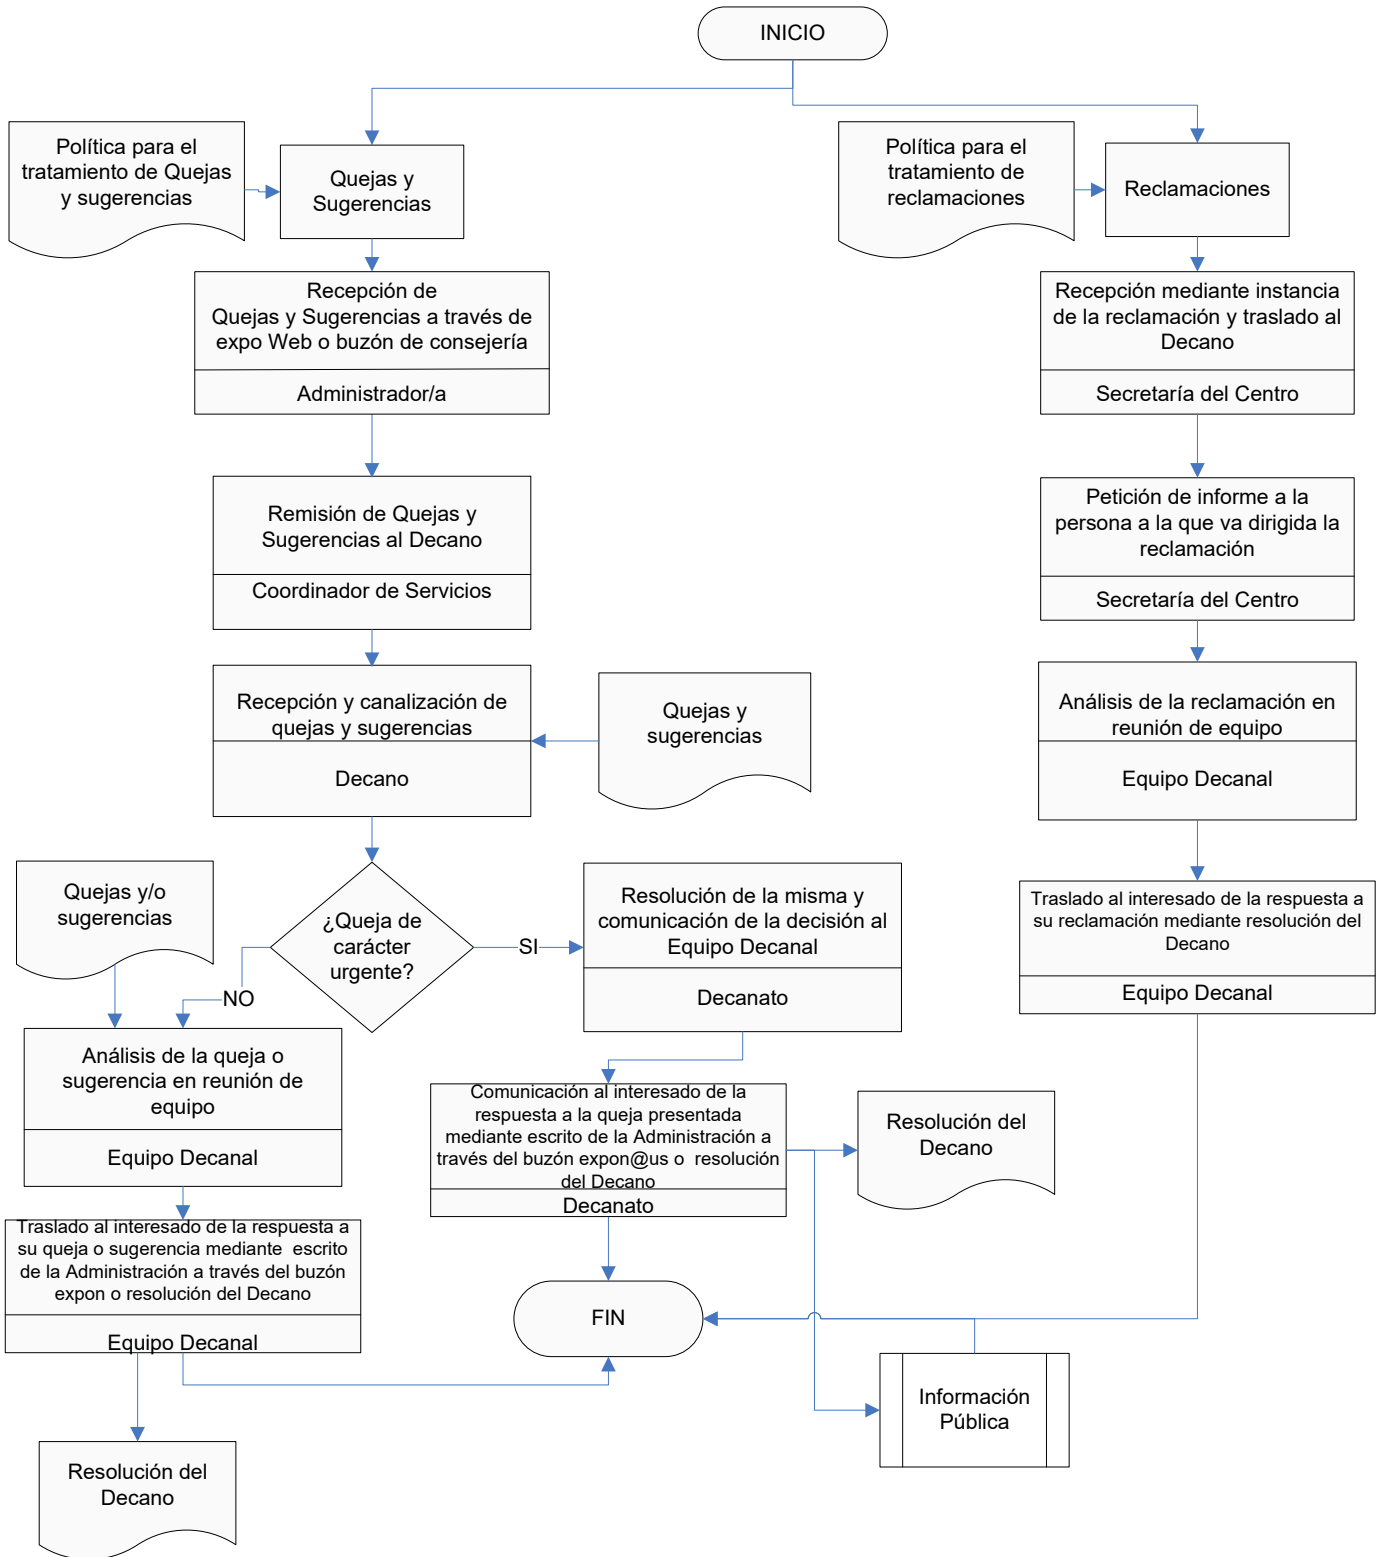 INICIO
Política para el
tratamiento de Quejas
y sugerencias
Quejas y
Sugerencias
Política para el
tratamiento de
reclamaciones
Reclamaciones
Recepción de
Quejas y Sugerencias a través de
expo Web o buzón de consejería
Administrador/a
Recepción mediante instancia
de la reclamación y traslado al
Decano
Secretaría del Centro
Remisión de Quejas y
Sugerencias al Decano
Coordinador de Servicios
Petición de informe a la
persona a la que va dirigida la
reclamación
Secretaría del Centro
Recepción y canalización de
quejas y sugerencias
Decano
Quejas y
sugerencias
Análisis de la reclamación en
reunión de equipo
Equipo Decanal
Quejas y/o
sugerencias
¿Queja de
carácter
urgente?
SI
NO
Resolución de la misma y
comunicación de la decisión al
Equipo Decanal
Decanato
Traslado al interesado de la respuesta a
su reclamación mediante resolución del
Decano
Equipo Decanal
Análisis de la queja o
sugerencia en reunión de
equipo
Equipo Decanal
Comunicación al interesado de la
respuesta a la queja presentada
mediante escrito de la Administración a
través del buzón expon@us o resolución
del Decano
Decanato
Resolución del
Decano
Traslado al interesado de la respuesta a
su queja o sugerencia mediante escrito
de la Administración a través del buzón
expon o resolución del Decano
Equipo Decanal
FIN
Información
Pública
Resolución del
Decano